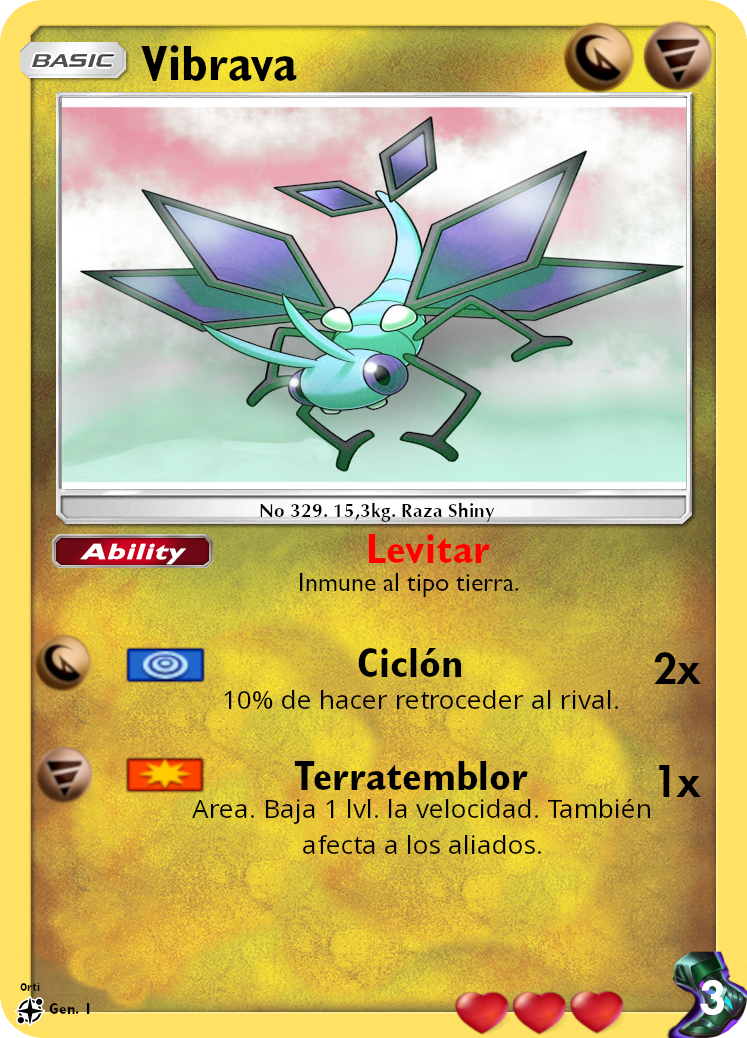 BASIC Vibrava
No 329. 15,3kg. Raza Shiny
Ability Levitar
Inmune al tipo tierra.
Ciclón 2x
10% de hacer retroceder al rival.
Terratemblor 1x
Area. Baja 1 lvl. la velocidad. También
afecta a los aliados.
Orti
Gen. I
3